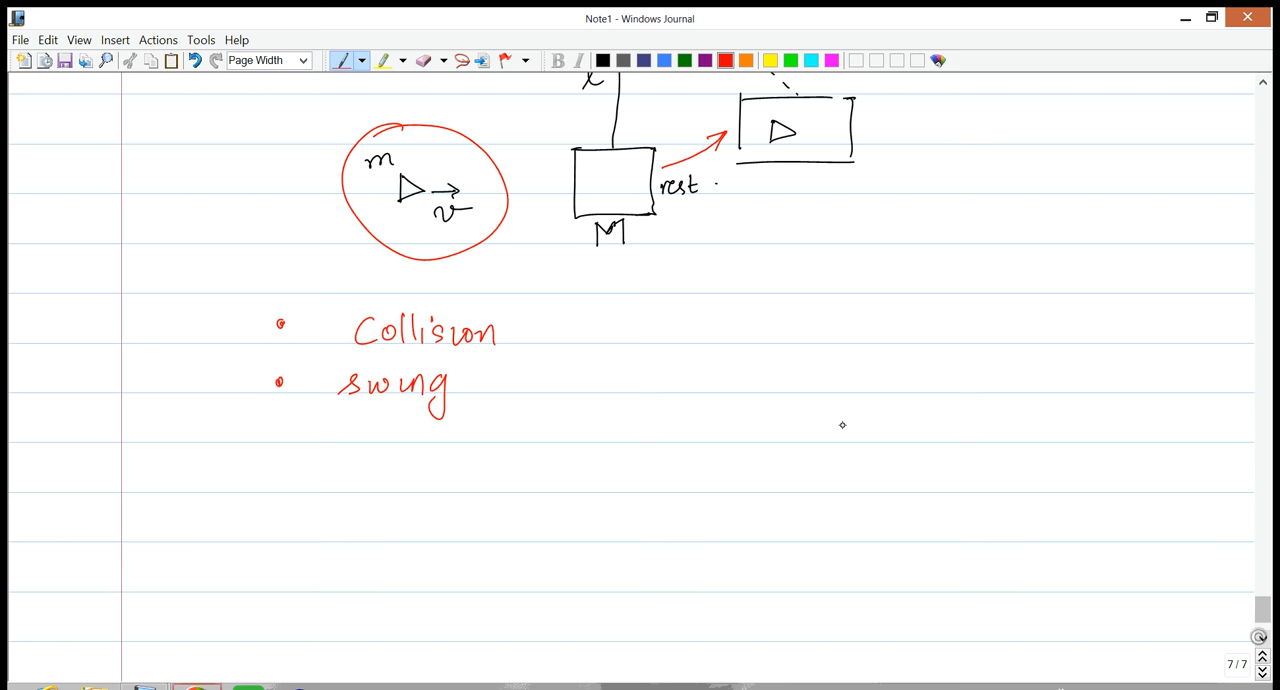 Note1 - Windows Journal
File Edit View Insert Actions Tools Help
Page Width
B I
l
m
v
rest
M
• Collision
• swing
7 / 7